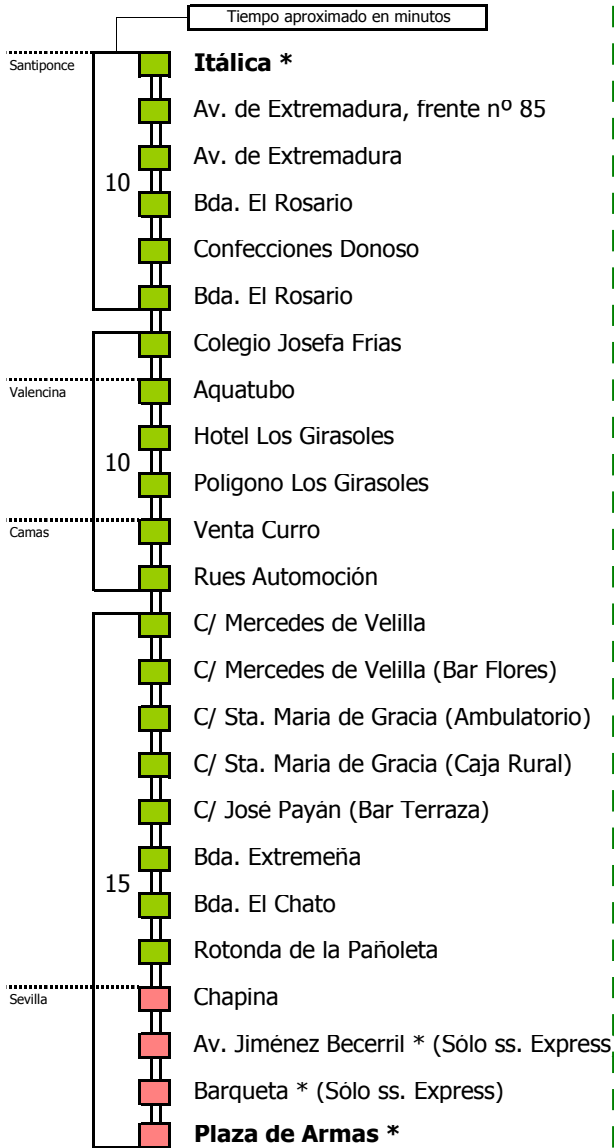 Tiempo aproximado en minutos
Santiponce
Itálica *
Av. de Extremadura, frente nº 85
Av. de Extremadura
10
Bda. El Rosario
Confecciones Donoso
Bda. El Rosario
Colegio Josefa Frías
Valencina
Aquatubo
Hotel Los Girasoles
10
Poligono Los Girasoles
Camas
Venta Curro
Rues Automoción
C/ Mercedes de Velilla
C/ Mercedes de Velilla (Bar Flores)
C/ Sta. Maria de Gracia (Ambulatorio)
C/ Sta. Maria de Gracia (Caja Rural)
C/ José Payán (Bar Terraza)
Bda. Extremeña
15
Bda. El Chato
Rotonda de la Pañoleta
Sevilla
Chapina
Av. Jiménez Becerril * (Sólo ss. Express
Barqueta * (Sólo ss. Express)
Plaza de Armas *